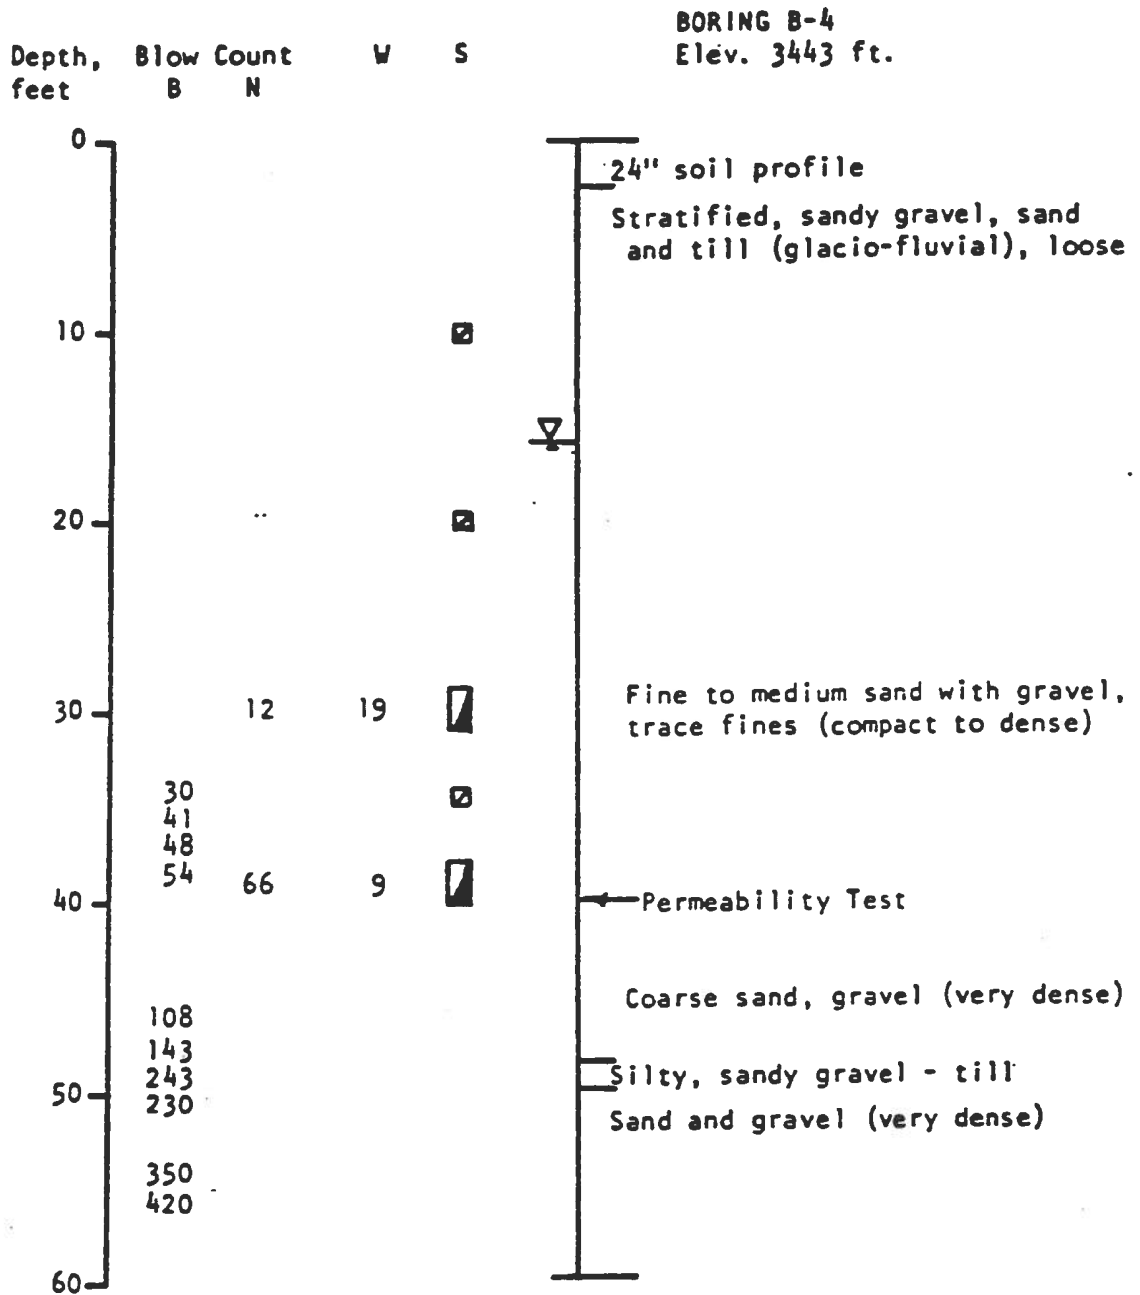 BORING B-4
Elev. 3443 ft.
Depth, Blow Count W S
feet B N
0
24" soil profile
Stratified, sandy gravel, sand
and till (glacio-fluvial), loose
10
20
30 12 19
Fine to medium sand with gravel,
trace fines (compact to dense)
30
41
48
54 66 9
40
Permeability Test
Coarse sand, gravel (very dense)
108
143
243
50
230
Silty, sandy gravel - till
Sand and gravel (very dense)
350
420
60